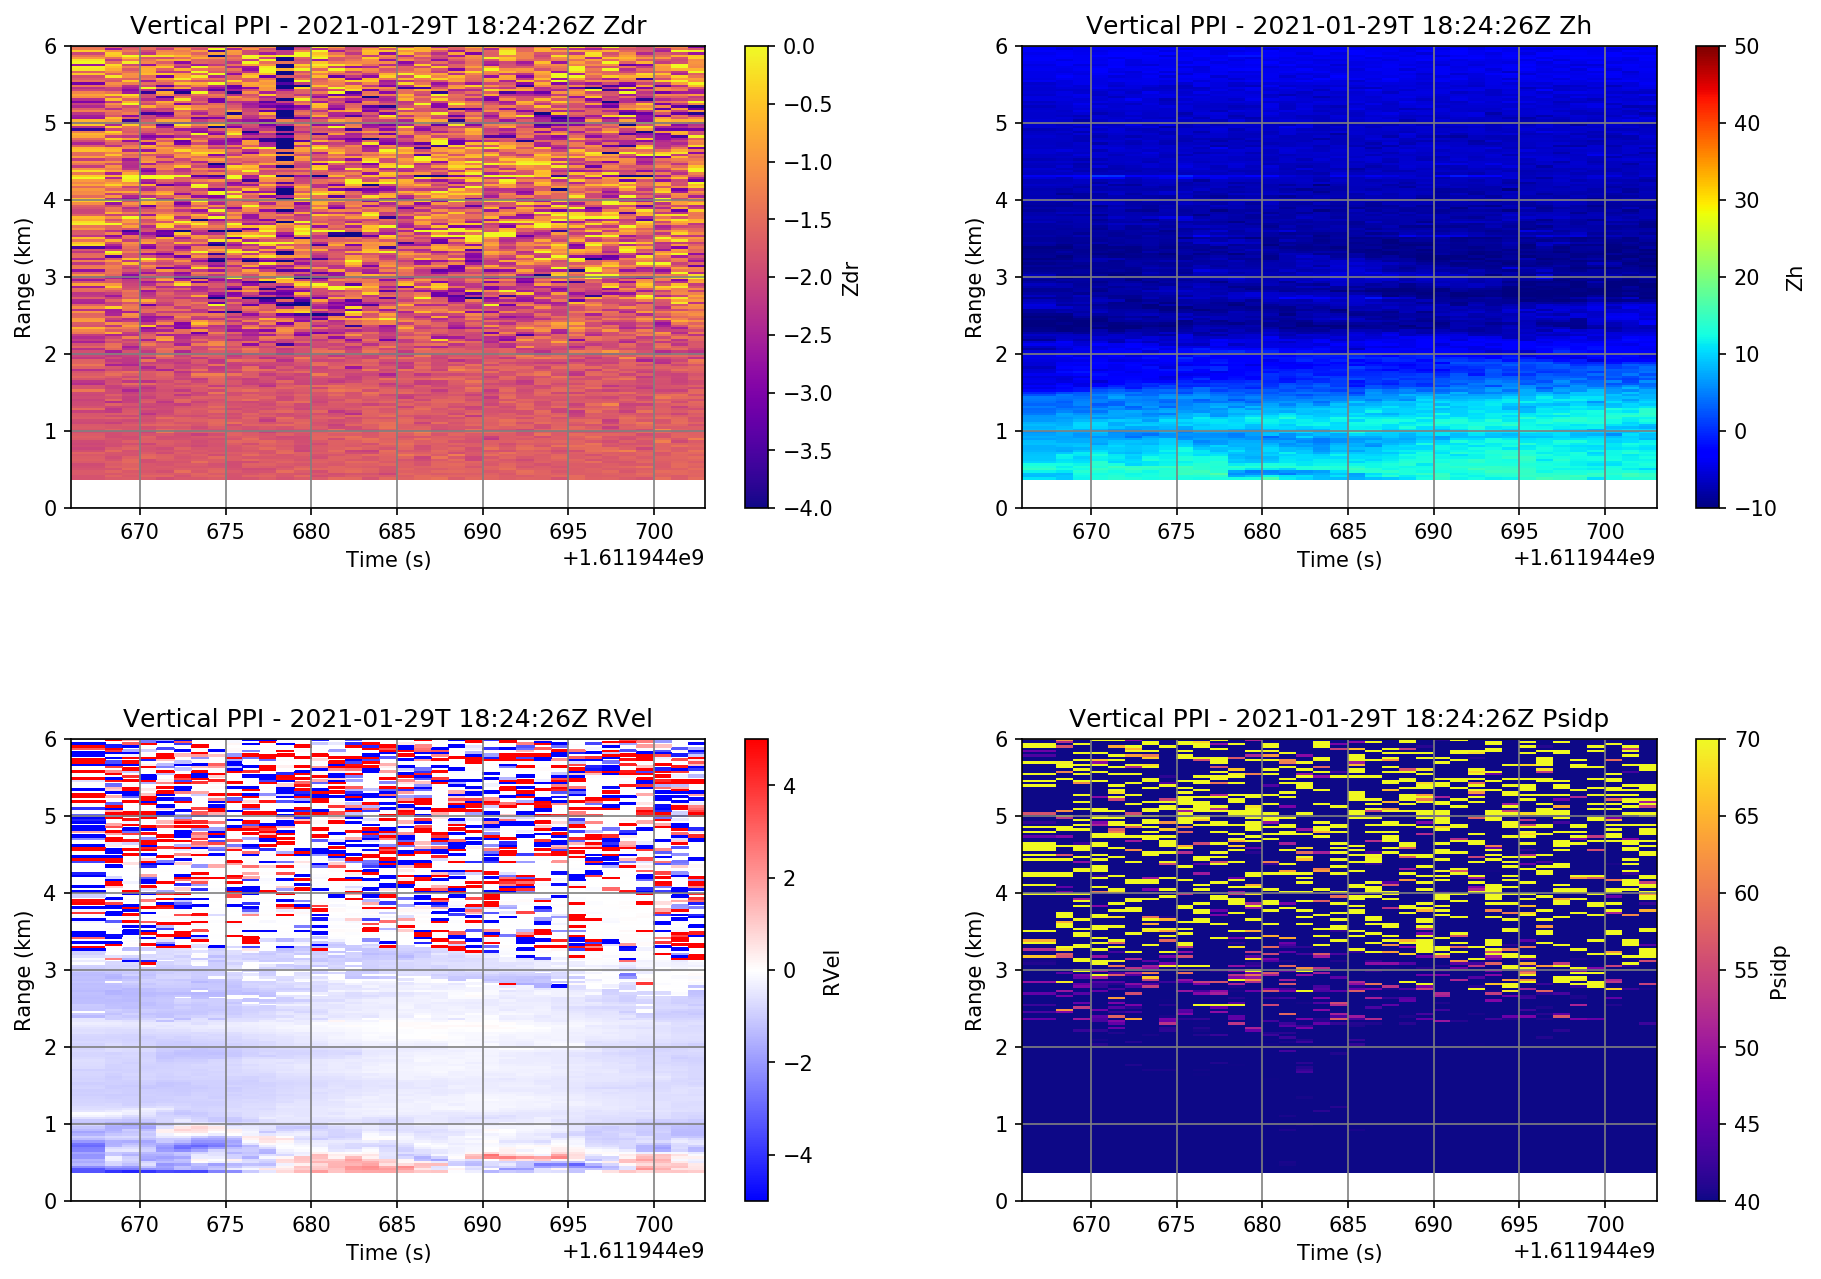 Vertical PPI - 2021-01-29T 18:24:26Z Zdr
6
5
4
3
2
1
0
Range (km)
670 675 680 685 690 695 700
Time (s)
+1.6111944e9
0.0
−0.5
−1.0
−1.5
−2.0
−2.5
−3.0
−3.5
−4.0
Zdr
Vertical PPI - 2021-01-29T 18:24:26Z Zh
6
5
4
3
2
1
0
Range (km)
670 675 680 685 690 695 700
Time (s)
+1.6111944e9
50
40
30
20
10
0
−10
Zh
Vertical PPI - 2021-01-29T 18:24:26Z RVel
6
5
4
3
2
1
0
Range (km)
670 675 680 685 690 695 700
Time (s)
+1.6111944e9
4
2
0
−2
−4
RVel
Vertical PPI - 2021-01-29T 18:24:26Z Psidp
6
5
4
3
2
1
0
Range (km)
670 675 680 685 690 695 700
Time (s)
+1.6111944e9
70
65
60
55
50
45
40
Psidp